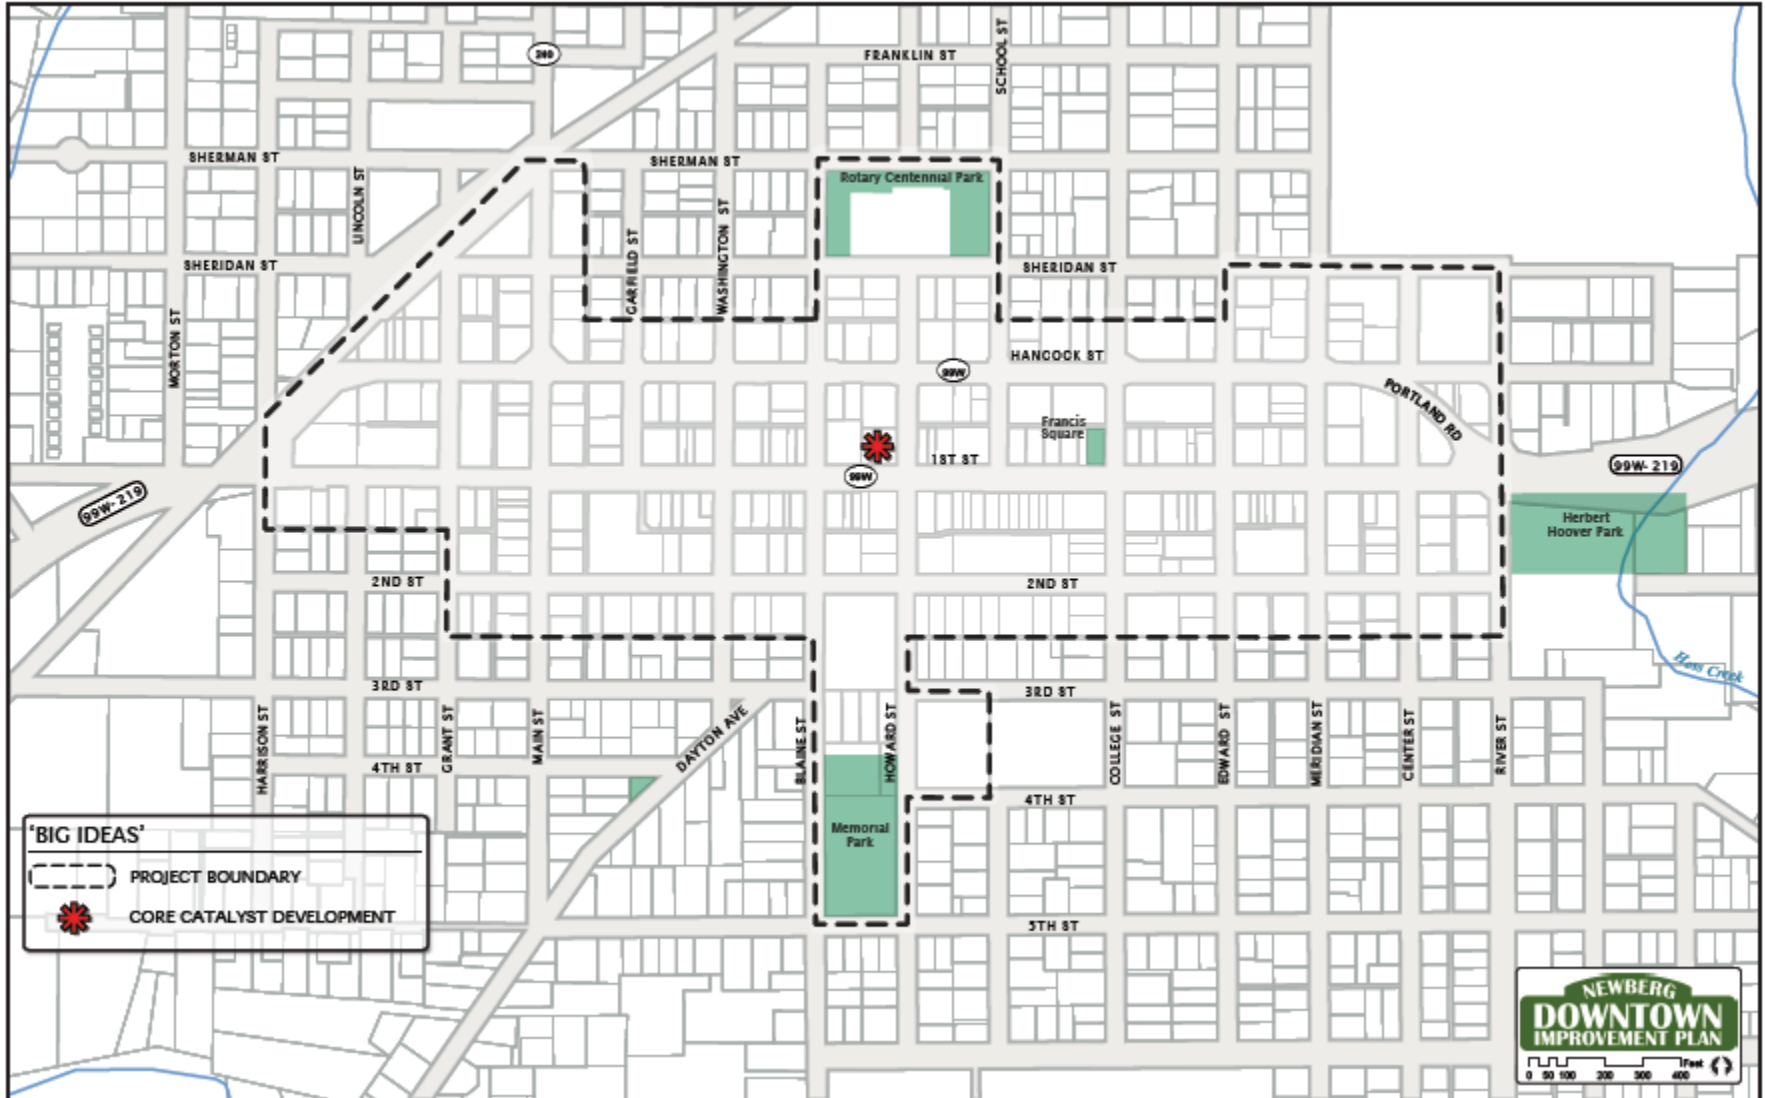 FRANKLIN ST
SCHOOL ST
SHERMAN ST
SHERMAN ST
LINCOLN ST
Rotary Centennial Park
SHERIDAN ST
GARFIELD ST
WASHINGTON ST
SHERIDAN ST
MORTON ST
HANCOCK ST
99W
PORTLAND RD
Francis
Square
1ST ST
99W
99W-219
99W-219
Herbert
Hoover Park
2ND ST
2ND ST
Hess Creek
3RD ST
3RD ST
HARRISON ST
GRANT ST
MAIN ST
DAYTON AVE
BLAINE ST
HOWARD ST
COLLEGE ST
EDWARD ST
MERIDIAN ST
CENTER ST
RIVER ST
4TH ST
4TH ST
Memorial
Park
5TH ST
'BIG IDEAS'
PROJECT BOUNDARY
CORE CATALYST DEVELOPMENT
NEWBERG
DOWNTOWN
IMPROVEMENT PLAN
Feet
0 50 100 200 300 400